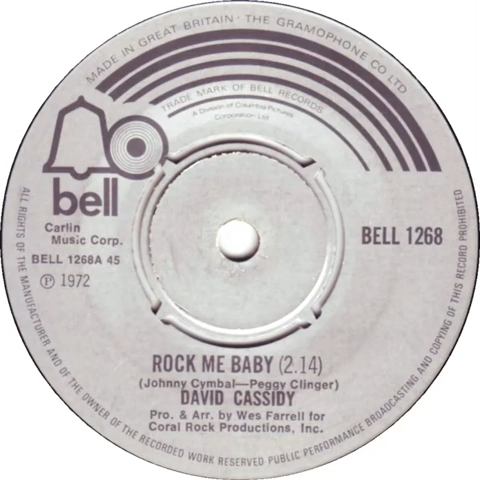 MADE IN GREAT BRITAIN · THE GRAMOPHONE CO LTD
TRADE MARK OF BELL RECORDS
A Division of Columbia Pictures
Corporation Ltd
bell
Carlin
Music Corp.
BELL 1268A 45
Ⓟ 1972
BELL 1268
ROCK ME BABY (2.14)
(Johnny Cymbal—Peggy Clinger)
DAVID CASSIDY
Pro. & Arr. by Wes Farrell for
Coral Rock Productions, Inc.
ALL RIGHTS OF THE MANUFACTURER AND OF THE OWNER OF THE RECORDED WORK RESERVED PUBLIC PERFORMANCE BROADCASTING AND COPYING OF THIS RECORD PROHIBITED